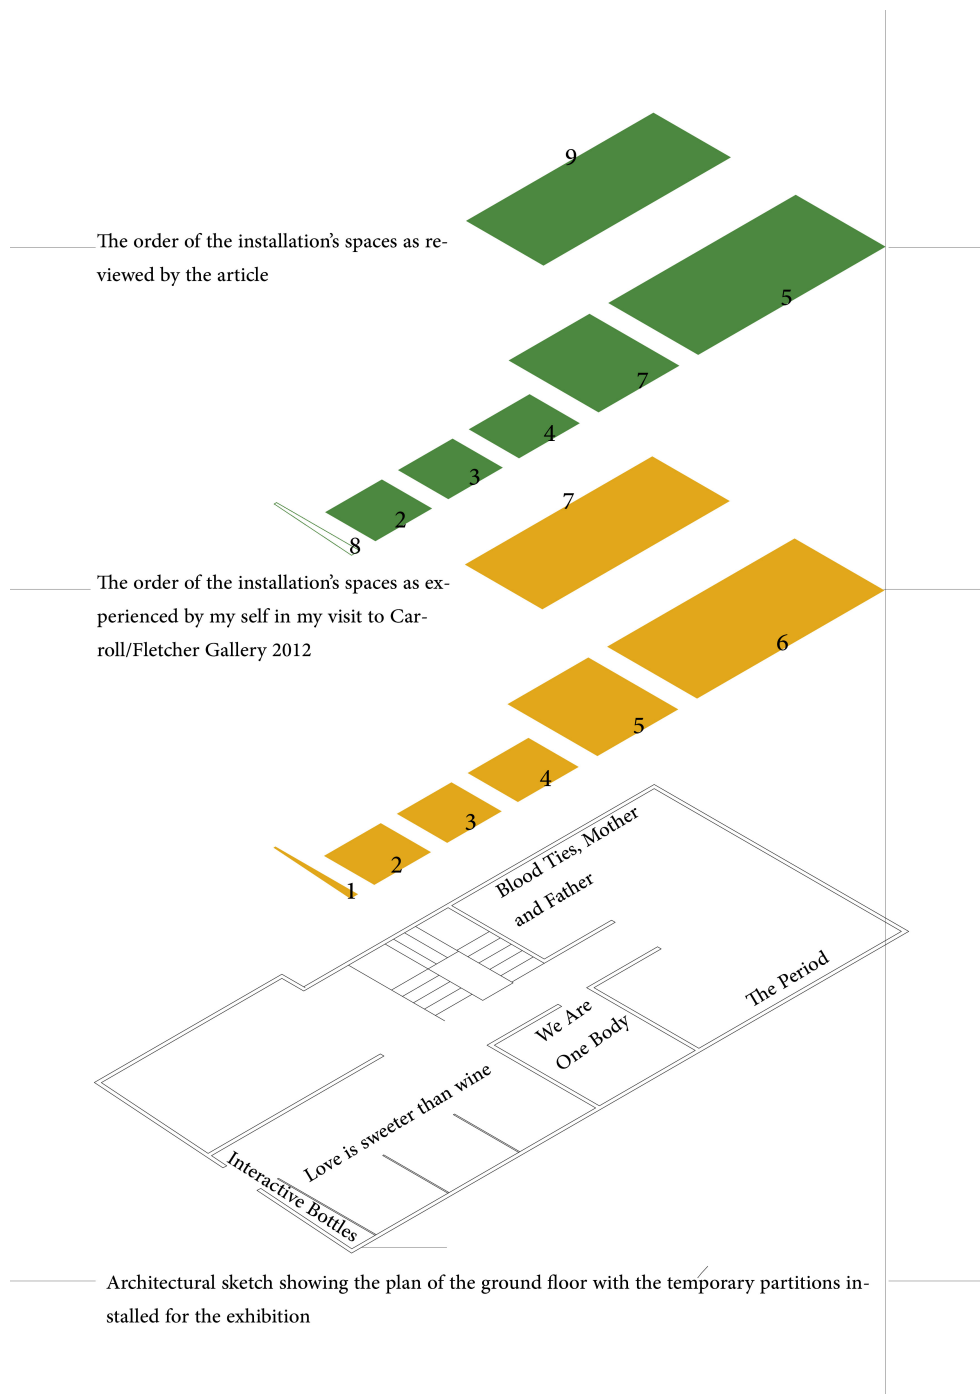 9
The order of the installation’s spaces as re-
viewed by the article
5
7
4
3
2
8
7
The order of the installation’s spaces as ex-
perienced by my self in my visit to Car-
roll/Fletcher Gallery 2012
6
5
4
3
2
1
Blood Ties, Mother
and Father
The Period
We Are
One Body
Love is sweeter than wine
Interactive Bottles
Architectural sketch showing the plan of the ground floor with the temporary partitions in-
stalled for the exhibition